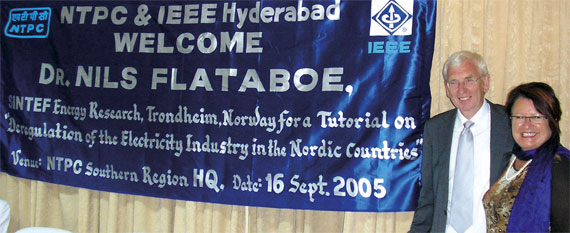 एन टी पी सी
NTPC
NTPC & IEEE Hyderabad
WELCOME
IEEE
DR. NILS FLATABOE,
SINTEF Energy Research, Trondheim, Norway for a Tutorial on
"Deregulation of the Electricity Industry in the Nordic Countries"
Venue: NTPC Southern Region HQ. Date: 16 Sept. 2005